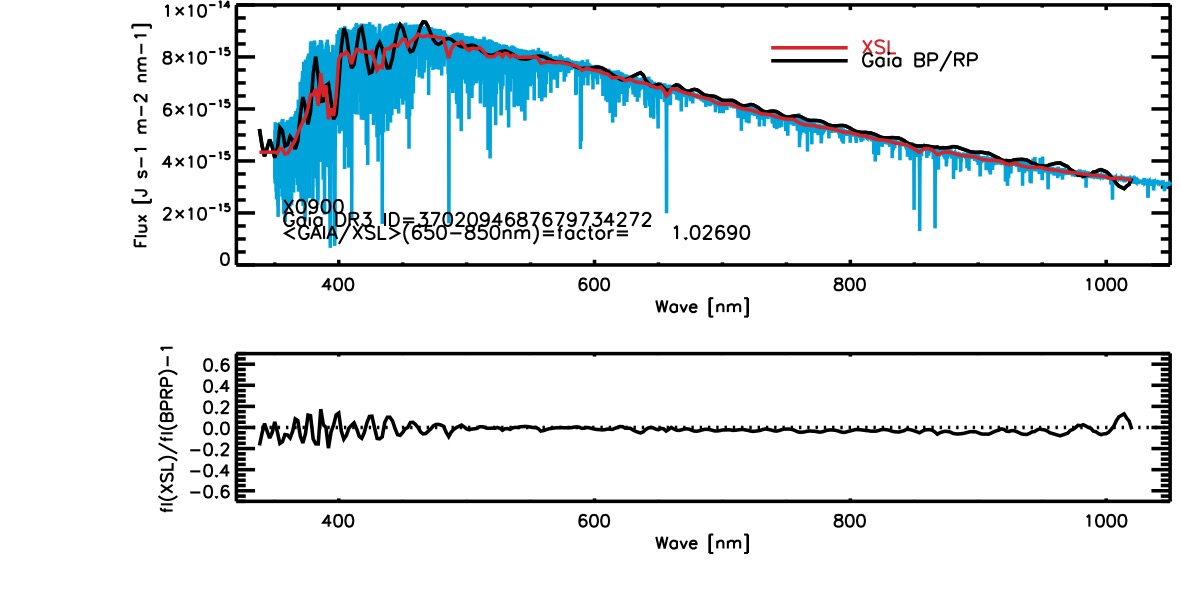 1×10−14
8×10−15
6×10−15
4×10−15
2×10−15
0
Flux [J s−1 m−2 nm−1]
XSL
Gaia BP/RP
X0900
Gaia DR3 ID=3702094687679734272
<GAIA/XSL>(650−850nm)=factor= 1.02690
400 600 800 1000
Wave [nm]
0.6
0.4
0.2
0.0
−0.2
−0.4
−0.6
fl(XSL)/fl(BPRP)−1
400 600 800 1000
Wave [nm]